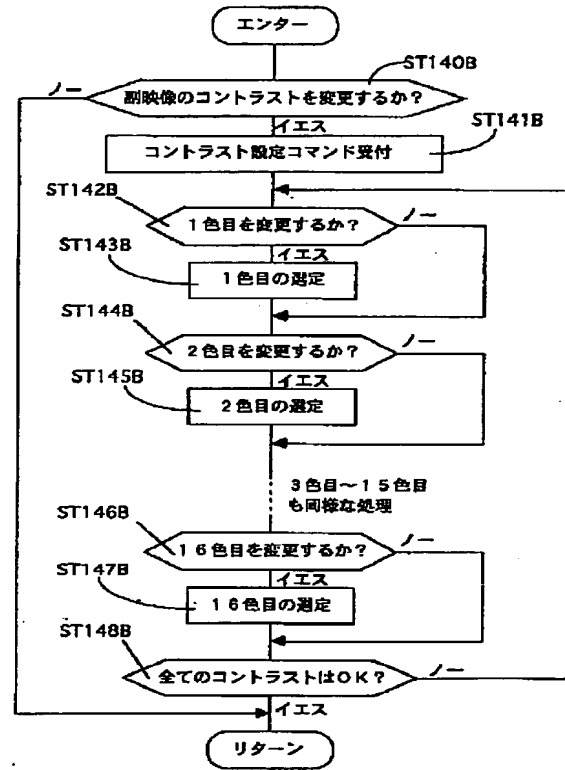 エンター
ST140B
ノー
副映像のコントラストを変更するか?
イエス
ST141B
コントラスト設定コマンド受付
ST142B
1色目を変更するか?
ノー
イエス
ST143B
1色目の選定
ST144B
2色目を変更するか?
ノー
イエス
ST145B
2色目の選定
3色目~15色目
も同様な処理
ST146B
16色目を変更するか?
ノー
イエス
ST147B
16色目の選定
ST148B
全てのコントラストはOK?
ノー
イエス
リターン